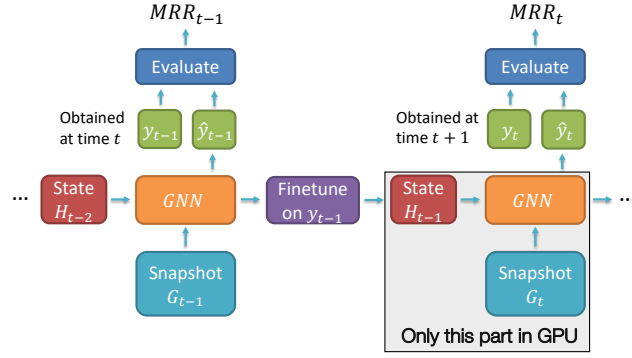 MRR_{t-1}
MRR_t
Evaluate
Evaluate
Obtained
at time t
y_{t-1}
ŷ_{t-1}
Obtained at
time t + 1
y_t
ŷ_t
...
State
H_{t-2}
GNN
Finetune
on y_{t-1}
State
H_{t-1}
GNN
...
Snapshot
G_{t-1}
Snapshot
G_t
Only this part in GPU